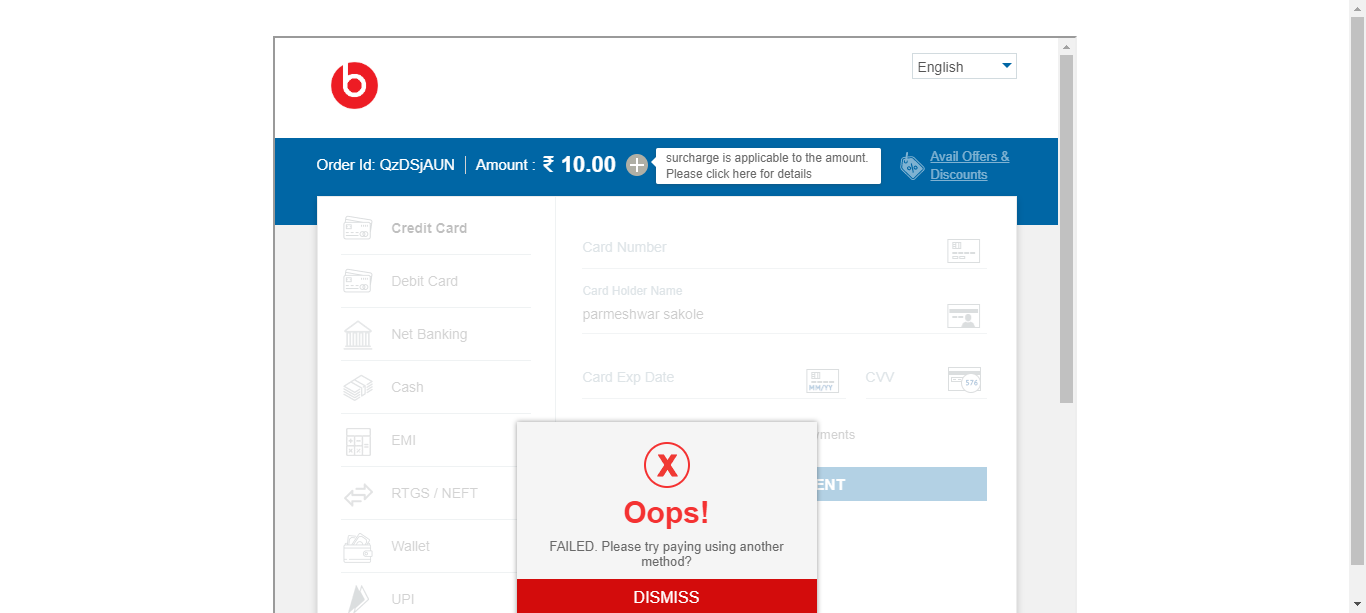 English
Order Id: QzDSjAUN
Amount : ₹ 10.00
surcharge is applicable to the amount.
Please click here for details
Avail Offers &
Discounts
Credit Card
Debit Card
Net Banking
Cash
EMI
RTGS / NEFT
Wallet
UPI
Card Number
Card Holder Name
parmeshwar sakole
Card Exp Date
MM/YY
CVV
576
yments
ENT
X
Oops!
FAILED. Please try paying using another
method?
DISMISS